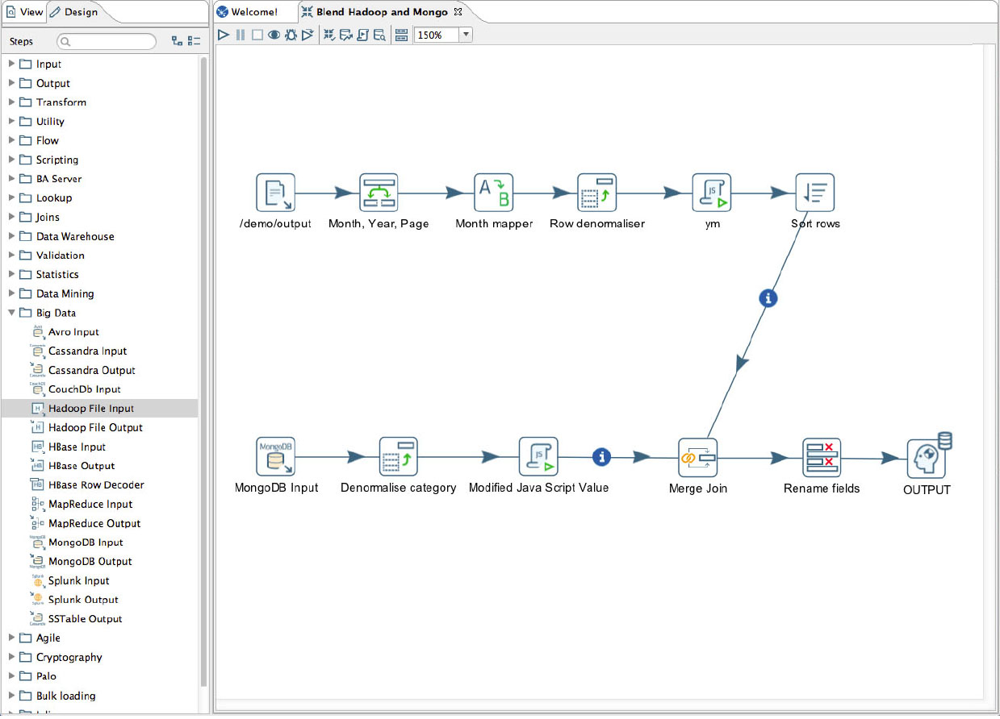 View Design
Steps
Input
Output
Transform
Utility
Flow
Scripting
BA Server
Lookup
Joins
Data Warehouse
Validation
Statistics
Data Mining
Big Data
Avro Input
Cassandra Input
Cassandra Output
CouchDb Input
Hadoop File Input
Hadoop File Output
HBase Input
HBase Output
HBase Row Decoder
MapReduce Input
MapReduce Output
MongoDB Input
MongoDB Output
Splunk Input
Splunk Output
SSTable Output
Agile
Cryptography
Palo
Bulk loading
Welcome! Blend Hadoop and Mongo
150%
A B JS
/demo/output Month, Year, Page Month mapper Row denormaliser ym Sort rows
i
MongoDB JS i
MongoDB Input Denormalise category Modified Java Script Value Merge Join Rename fields OUTPUT